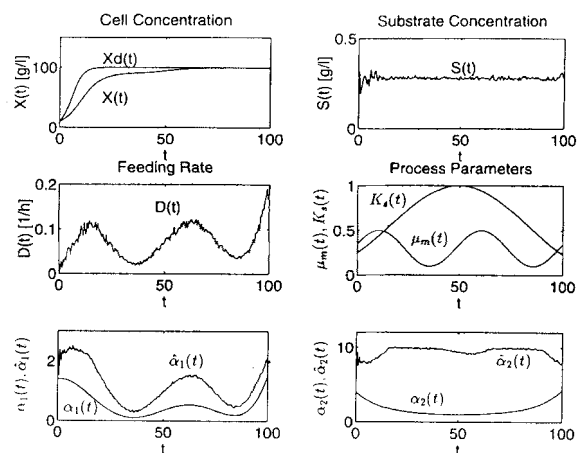 Cell Concentration
X(t) [g/l]
100
0
Xd(t)
X(t)
0 50 100
t
Substrate Concentration
S(t) [g/l]
0.5
0
S(t)
0 50 100
t
Feeding Rate
D(t) [1/h]
0.2
0.1
0
D(t)
0 50 100
t
Process Parameters
μm(t), Ks(t)
1
0.5
0
Ks(t)
μm(t)
0 50 100
t
α1(t), α̂1(t)
2
0
α̂1(t)
α1(t)
0 50 100
t
α2(t), α̂2(t)
10
0
α̂2(t)
α2(t)
0 50 100
t